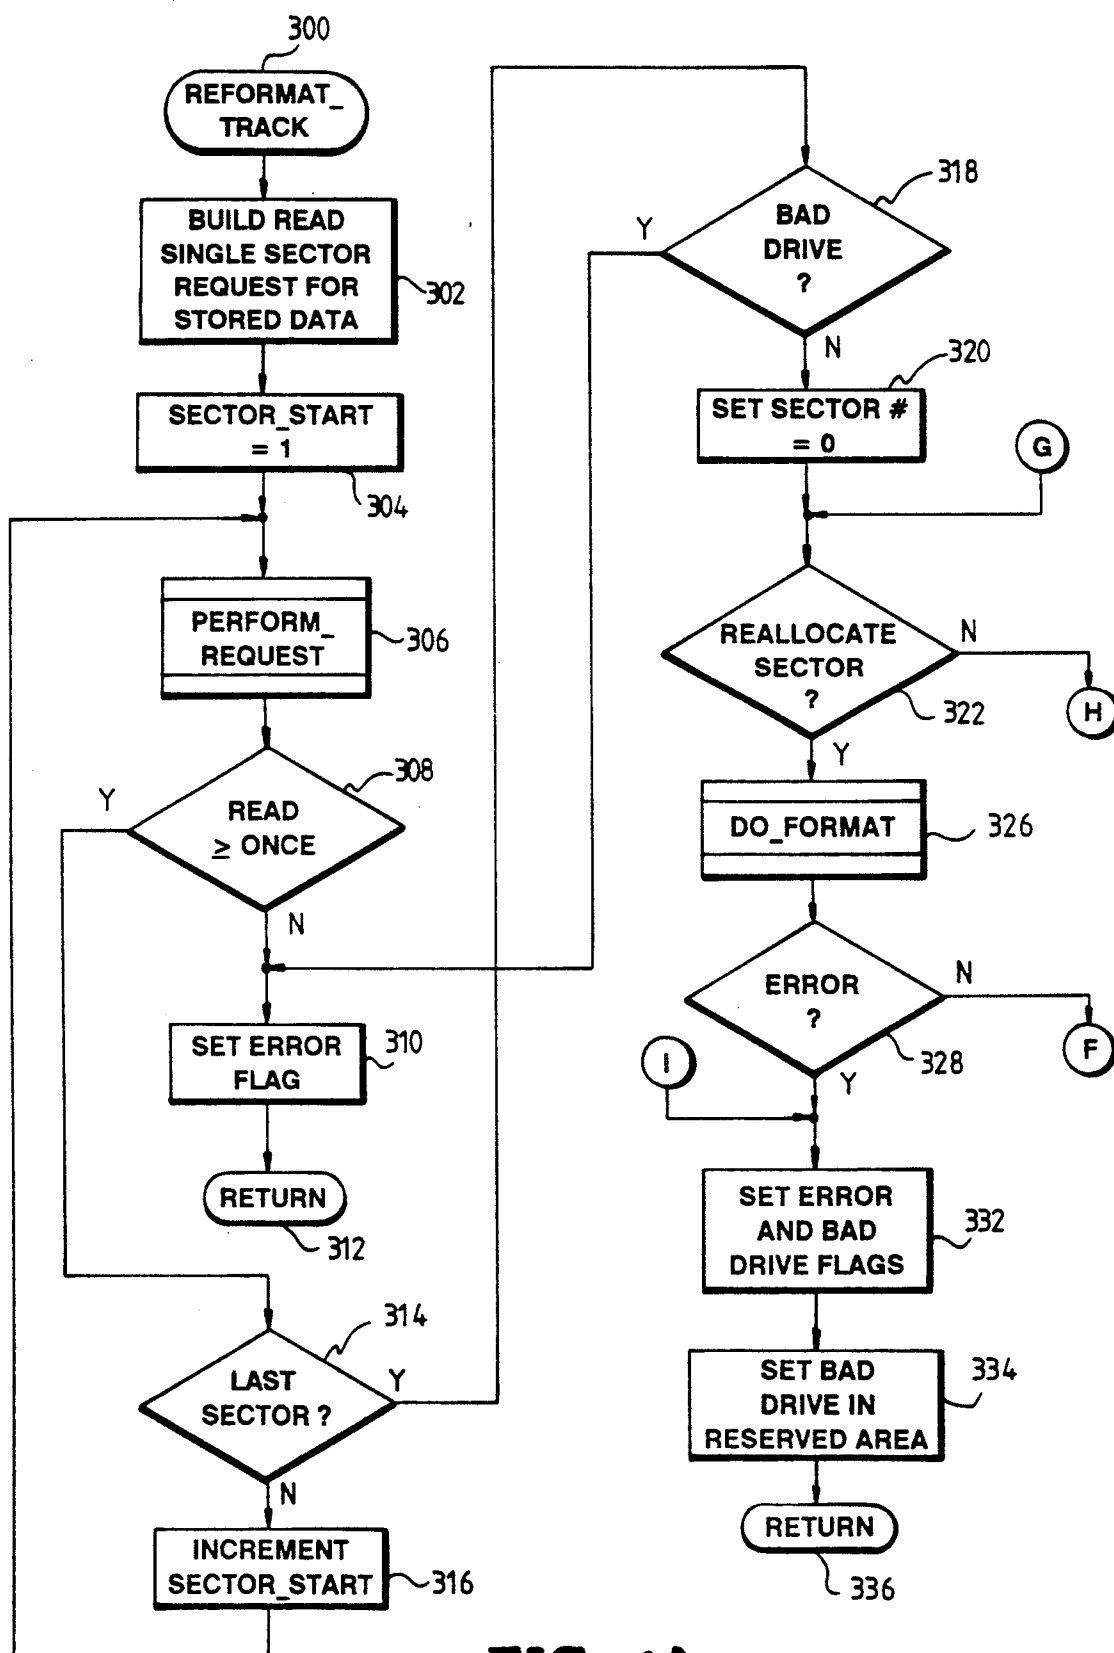 300
REFORMAT_
TRACK
BUILD READ
SINGLE SECTOR
REQUEST FOR
STORED DATA
302
SECTOR_START
= 1
304
PERFORM_
REQUEST
306
308
Y
READ
≥ ONCE
N
SET ERROR
FLAG
310
RETURN
312
314
LAST
SECTOR ?
Y
N
INCREMENT
SECTOR_START
316
318
Y
BAD
DRIVE
?
N
320
SET SECTOR #
= 0
G
REALLOCATE
SECTOR
?
N
H
322
Y
DO_FORMAT
326
ERROR
?
N
F
328
I
Y
SET ERROR
AND BAD
DRIVE FLAGS
332
SET BAD
DRIVE IN
RESERVED AREA
334
RETURN
336